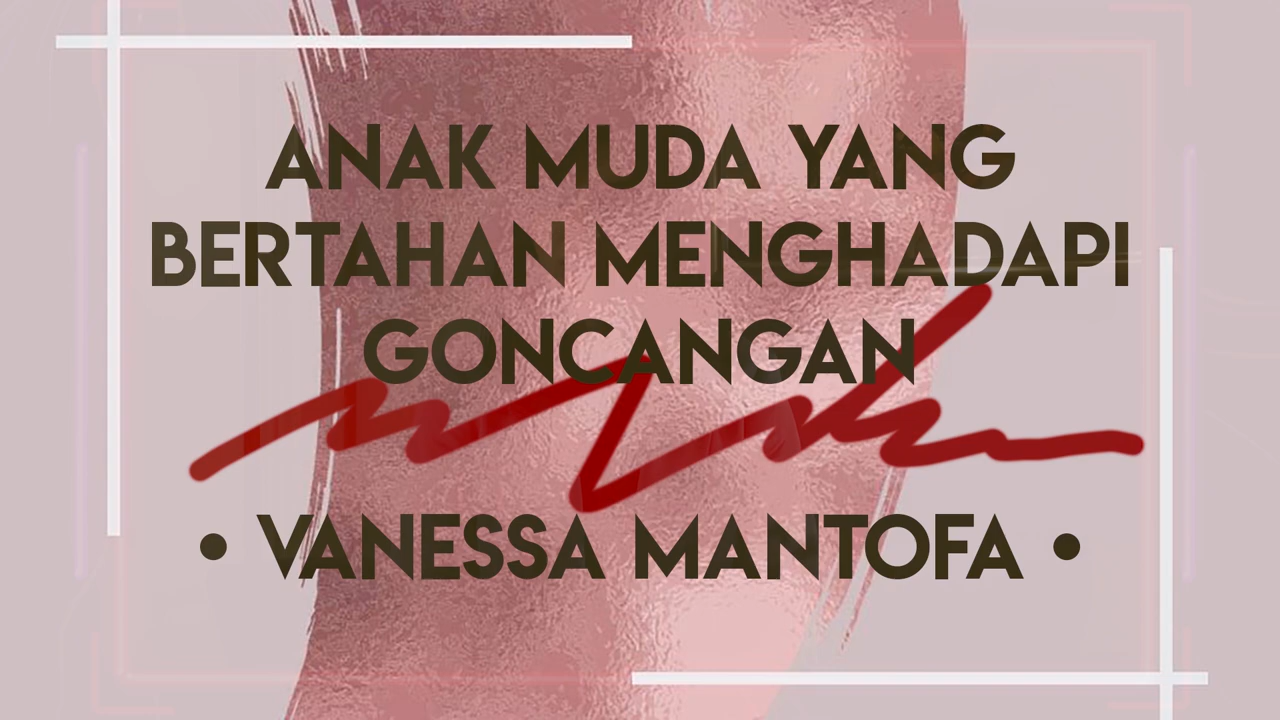 ANAK MUDA YANG
BERTAHAN MENGHADAPI
GONCANGAN
• VANESSA MANTOFA •